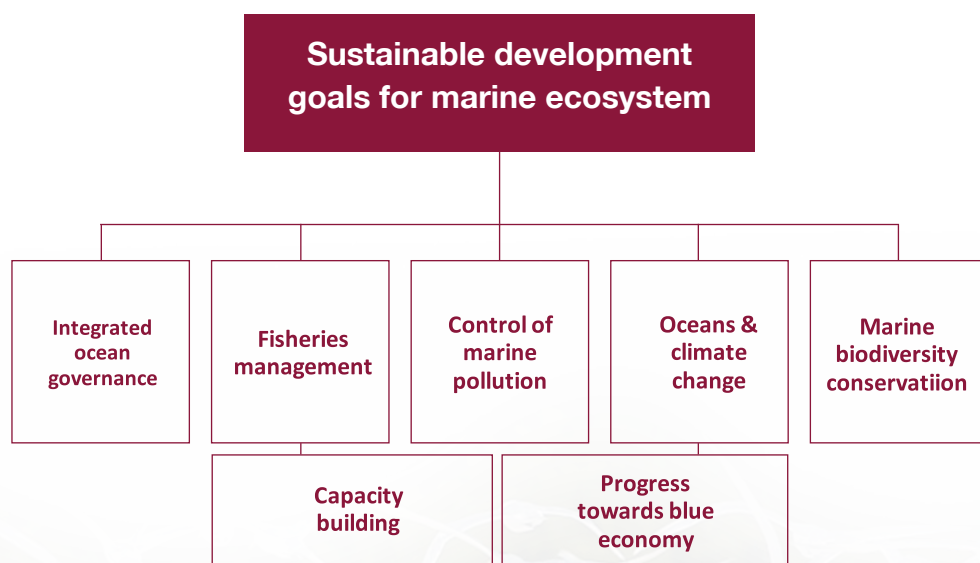 Sustainable development
goals for marine ecosystem
Integrated
ocean
governance
Fisheries
management
Control of
marine
pollution
Oceans &
climate
change
Marine
biodiversity
conservatiion
Capacity
building
Progress
towards blue
economy